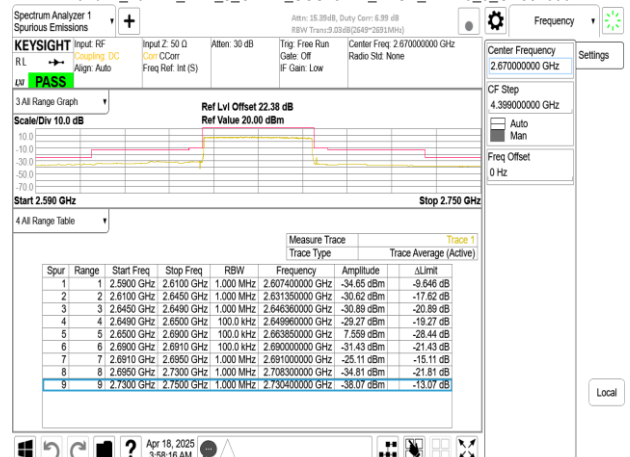 Spectrum Analyzer 1
Spurious Emissions
Attn: 15.39dB, Duty Corr: 6.99 dB
RBW Trans:9.03dB(2649~2691MHz)
Frequency
KEYSIGHT Input: RF Input Z: 50 Ω Atten: 30 dB Trig: Free Run Center Freq: 2.670000000 GHz
RL Coupling: DC Corr CCorr Gate: Off Radio Std: None
Align: Auto Freq Ref: Int (S) IF Gain: Low
LXI PASS
Center Frequency
2.670000000 GHz
Settings
CF Step
4.399000000 GHz
Auto
Man
Freq Offset
0 Hz
3 All Range Graph
Ref Lvl Offset 22.38 dB
Scale/Div 10.0 dB Ref Value 20.00 dBm
10.0
-10.0
-30.0
-50.0
-70.0
Start 2.590 GHz Stop 2.750 GHz
4 All Range Table
Measure Trace Trace 1
Trace Type Trace Average (Active)
Spur Range Start Freq Stop Freq RBW Frequency Amplitude ΔLimit
1 1 2.5900 GHz 2.6100 GHz 1.000 MHz 2.607400000 GHz -34.65 dBm -9.646 dB
2 2 2.6100 GHz 2.6450 GHz 1.000 MHz 2.631350000 GHz -30.62 dBm -17.62 dB
3 3 2.6450 GHz 2.6490 GHz 1.000 MHz 2.646360000 GHz -30.89 dBm -20.89 dB
4 4 2.6490 GHz 2.6500 GHz 100.0 kHz 2.649960000 GHz -29.27 dBm -19.27 dB
5 5 2.6500 GHz 2.6900 GHz 100.0 kHz 2.663850000 GHz 7.559 dBm -28.44 dB
6 6 2.6900 GHz 2.6910 GHz 100.0 kHz 2.690000000 GHz -31.43 dBm -21.43 dB
7 7 2.6910 GHz 2.6950 GHz 1.000 MHz 2.691000000 GHz -25.11 dBm -15.11 dB
8 8 2.6950 GHz 2.7300 GHz 1.000 MHz 2.708300000 GHz -34.81 dBm -21.81 dB
9 9 2.7300 GHz 2.7500 GHz 1.000 MHz 2.730400000 GHz -38.07 dBm -13.07 dB
Local
Apr 18, 2025
3:58:16 AM